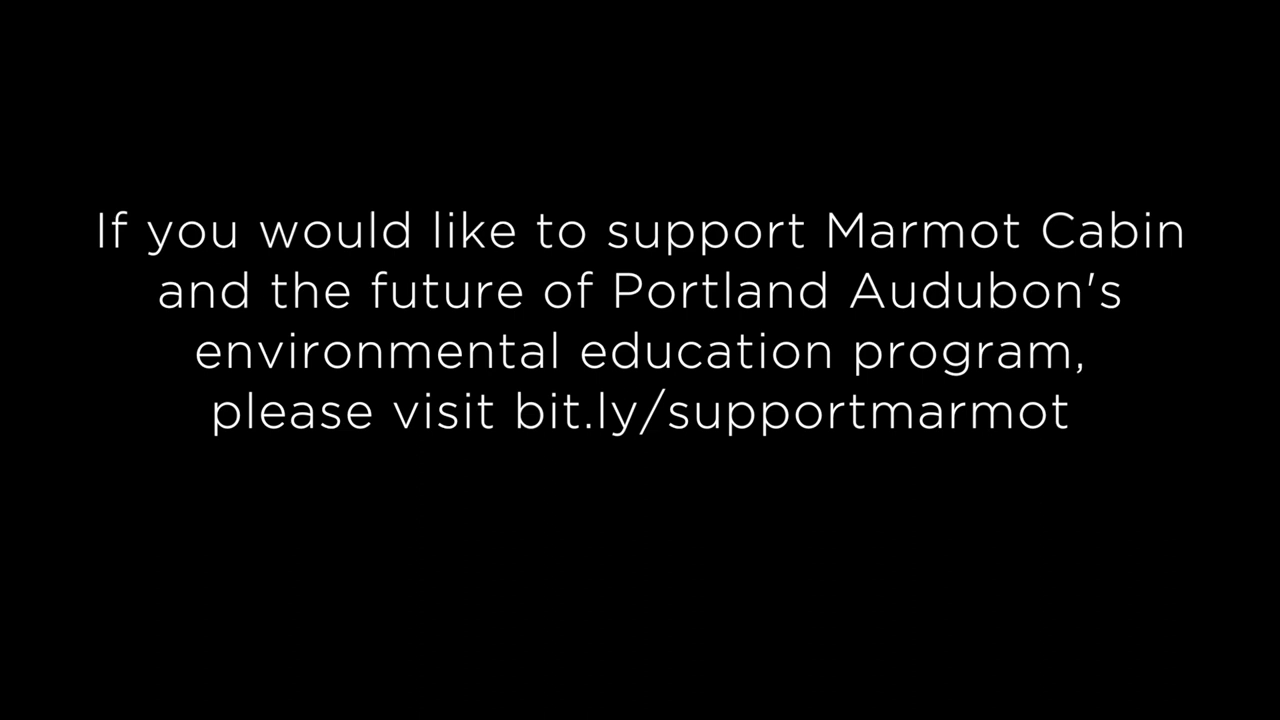 If you would like to support Marmot Cabin
and the future of Portland Audubon's
environmental education program,
please visit bit.ly/supportmarmot